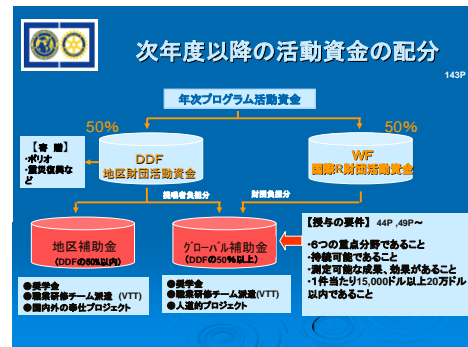 次年度以降の活動資金の配分
143P
年次プログラム活動資金
50%
50%
【寄 贈】
・ポリオ
・震災復興な
ど
DDF
地区財団活動資金
WF
国際R財団活動資金
提唱者負担分
財団負担分
【授与の要件】 44P ,49P～
・6つの重点分野であること
・持続可能であること
・測定可能な成果、効果があること
・1件当たり15,000ドル以上20万ドル
以内であること
地区補助金
(DDFの50%以内)
グローバル補助金
(DDFの50%以上)
●奨学金
●職業研修チーム派遣 (VTT)
●国内外の奉仕プロジェクト
●奨学金
●職業研修チーム派遣(VTT)
●人道的プロジェクト